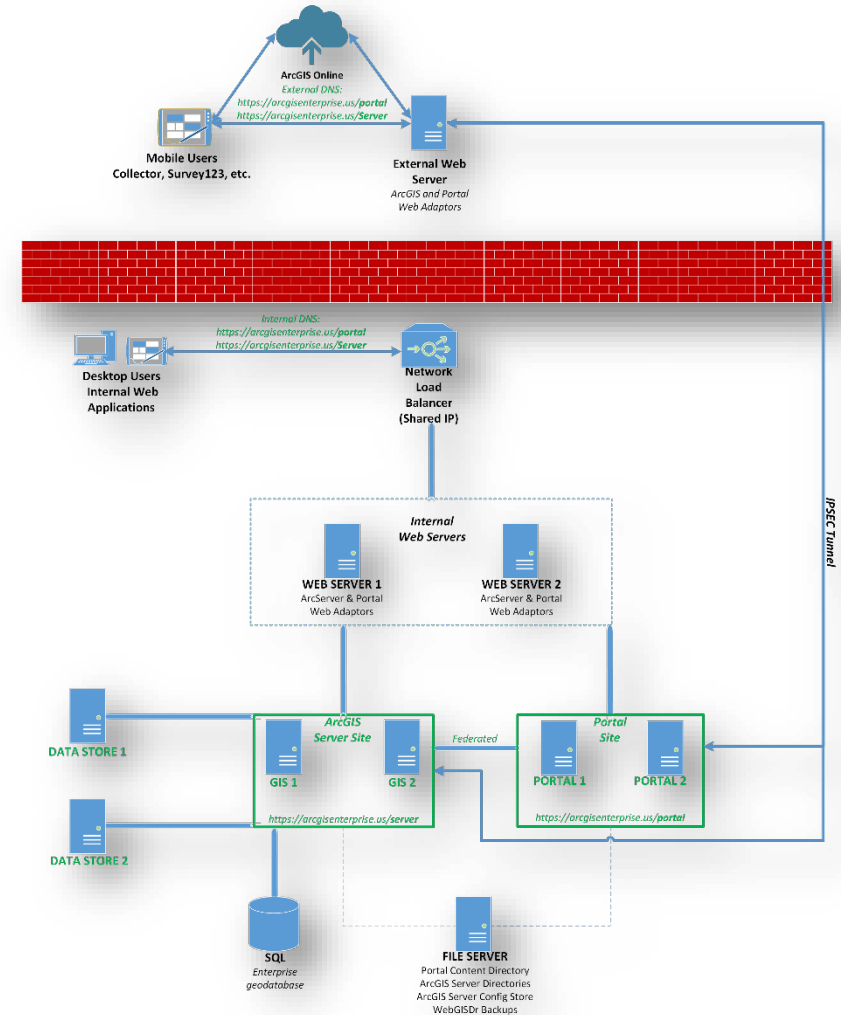 ArcGIS Online
External DNS:
https://arcgisenterprise.us/portal
https://arcgisenterprise.us/Server
Mobile Users
Collector, Survey123, etc.
External Web
Server
ArcGIS and Portal
Web Adaptors
Internal DNS:
https://arcgisenterprise.us/portal
https://arcgisenterprise.us/Server
Desktop Users
Internal Web
Applications
Network
Load
Balancer
(Shared IP)
IPSEC Tunnel
Internal
Web Servers
WEB SERVER 1
ArcServer & Portal
Web Adaptors
WEB SERVER 2
ArcServer & Portal
Web Adaptors
DATA STORE 1
ArcGIS
Server Site
GIS 1
GIS 2
https://arcgisenterprise.us/server
Federated
Portal
Site
PORTAL 1
PORTAL 2
https://arcgisenterprise.us/portal
DATA STORE 2
SQL
Enterprise
geodatabase
FILE SERVER
Portal Content Directory
ArcGIS Server Directories
ArcGIS Server Config Store
WebGISDr Backups